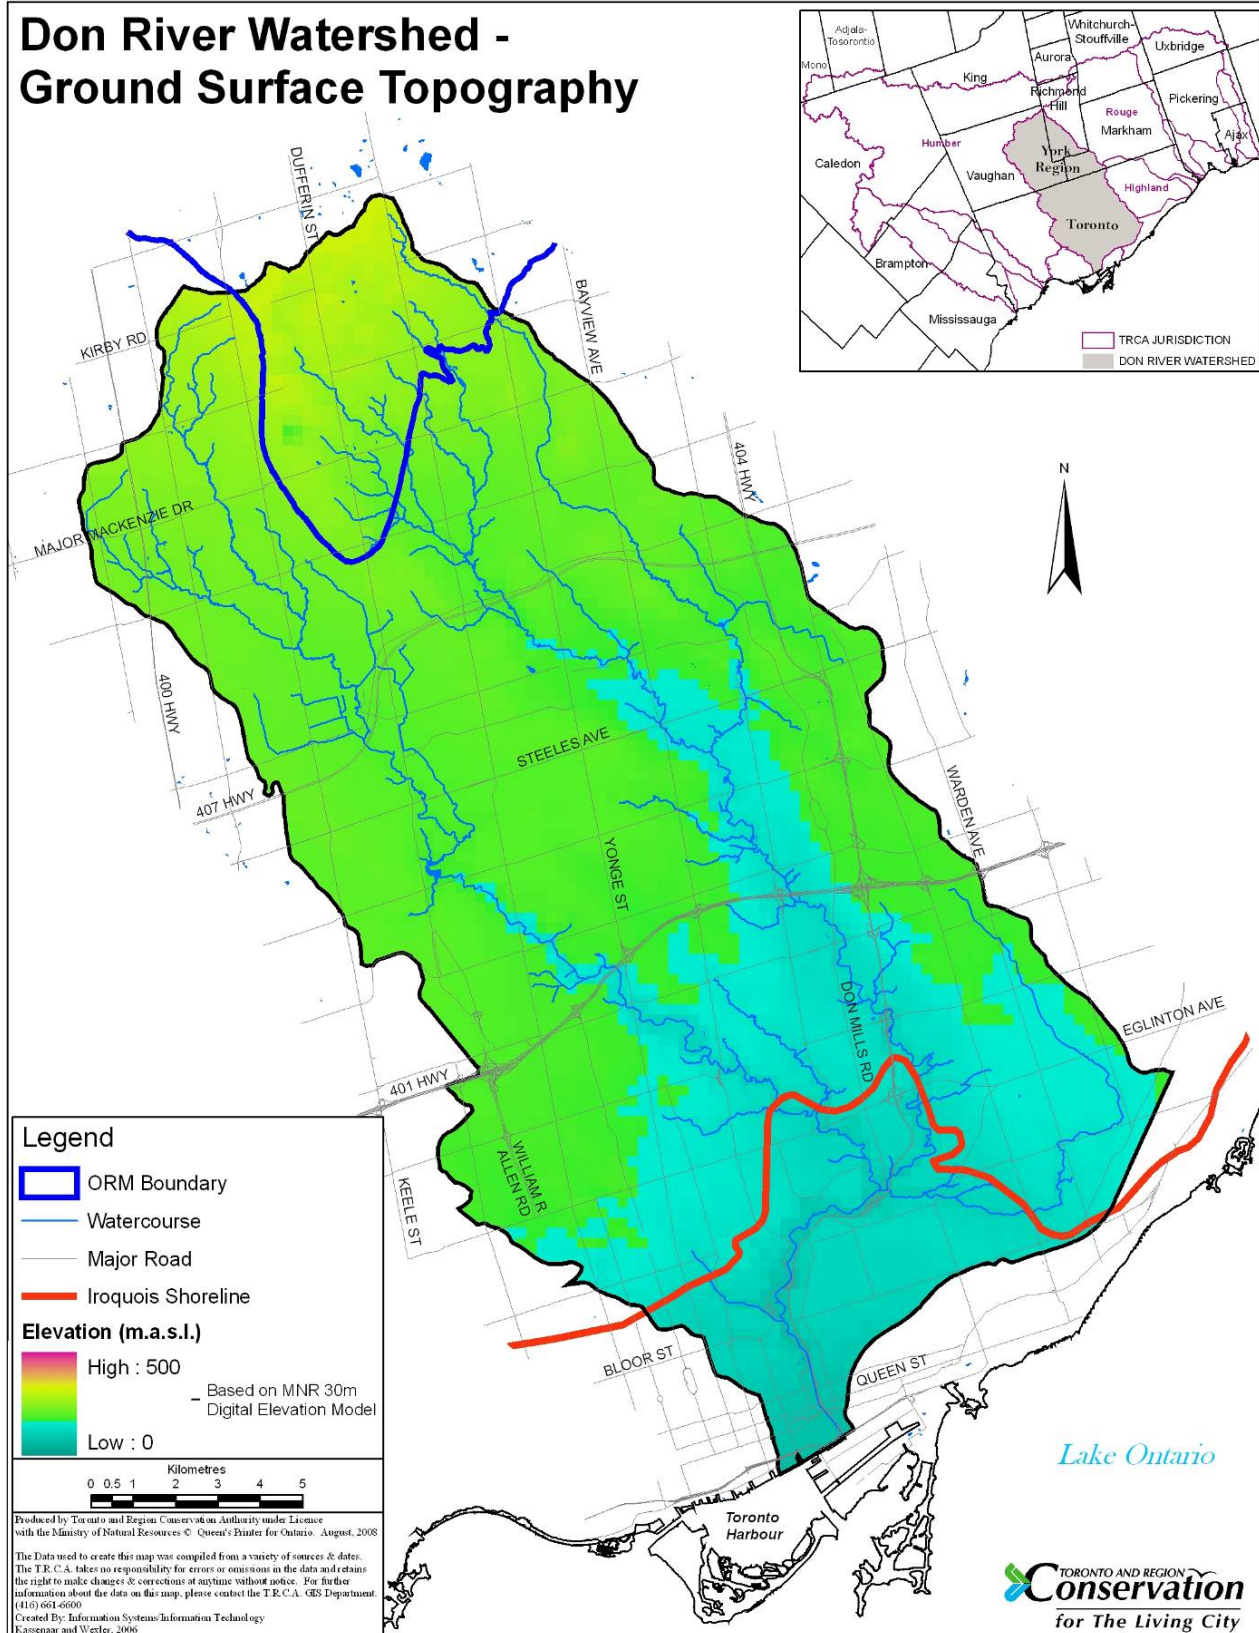 Don River Watershed -
Ground Surface Topography
Adjala-
Tosorontio
Mono
Whitchurch-
Stouffville
Aurora
Uxbridge
King
Richmond
Hill
Pickering
Rouge
Markham
Ajax
Humber
York
Region
Caledon
Vaughan
Highland
Toronto
Brampton
Mississauga
TRCA JURISDICTION
DON RIVER WATERSHED
DUFFERIN ST
BAYVIEW AVE
KIRBY RD
404 HWY
N
MAJOR MACKENZIE DR
400 HWY
STEELES AVE
407 HWY
WARDEN AVE
YONGE ST
DON MILLS RD
EGLINTON AVE
401 HWY
WILLIAM R
ALLEN RD
KEELE ST
BLOOR ST
QUEEN ST
Legend
ORM Boundary
Watercourse
Major Road
Iroquois Shoreline
Elevation (m.a.s.l.)
High : 500
Based on MNR 30m
Digital Elevation Model
Low : 0
Kilometres
0 0.5 1 2 3 4 5
Produced by Toronto and Region Conservation Authority under Licence
with the Ministry of Natural Resources © Queen's Printer for Ontario. August, 2008
The Data used to create this map was compiled from a variety of sources & dates.
The T.R.C.A. takes no responsibility for errors or omissions in the data and retains
the right to make changes & corrections at anytime without notice. For further
information about the data on this map, please contact the T.R.C.A. GIS Department.
(416) 661-6600
Created By: Information Systems/Information Technology
Kassenaar and Wexler, 2006
Lake Ontario
Toronto
Harbour
TORONTO AND REGION
Conservation
for The Living City